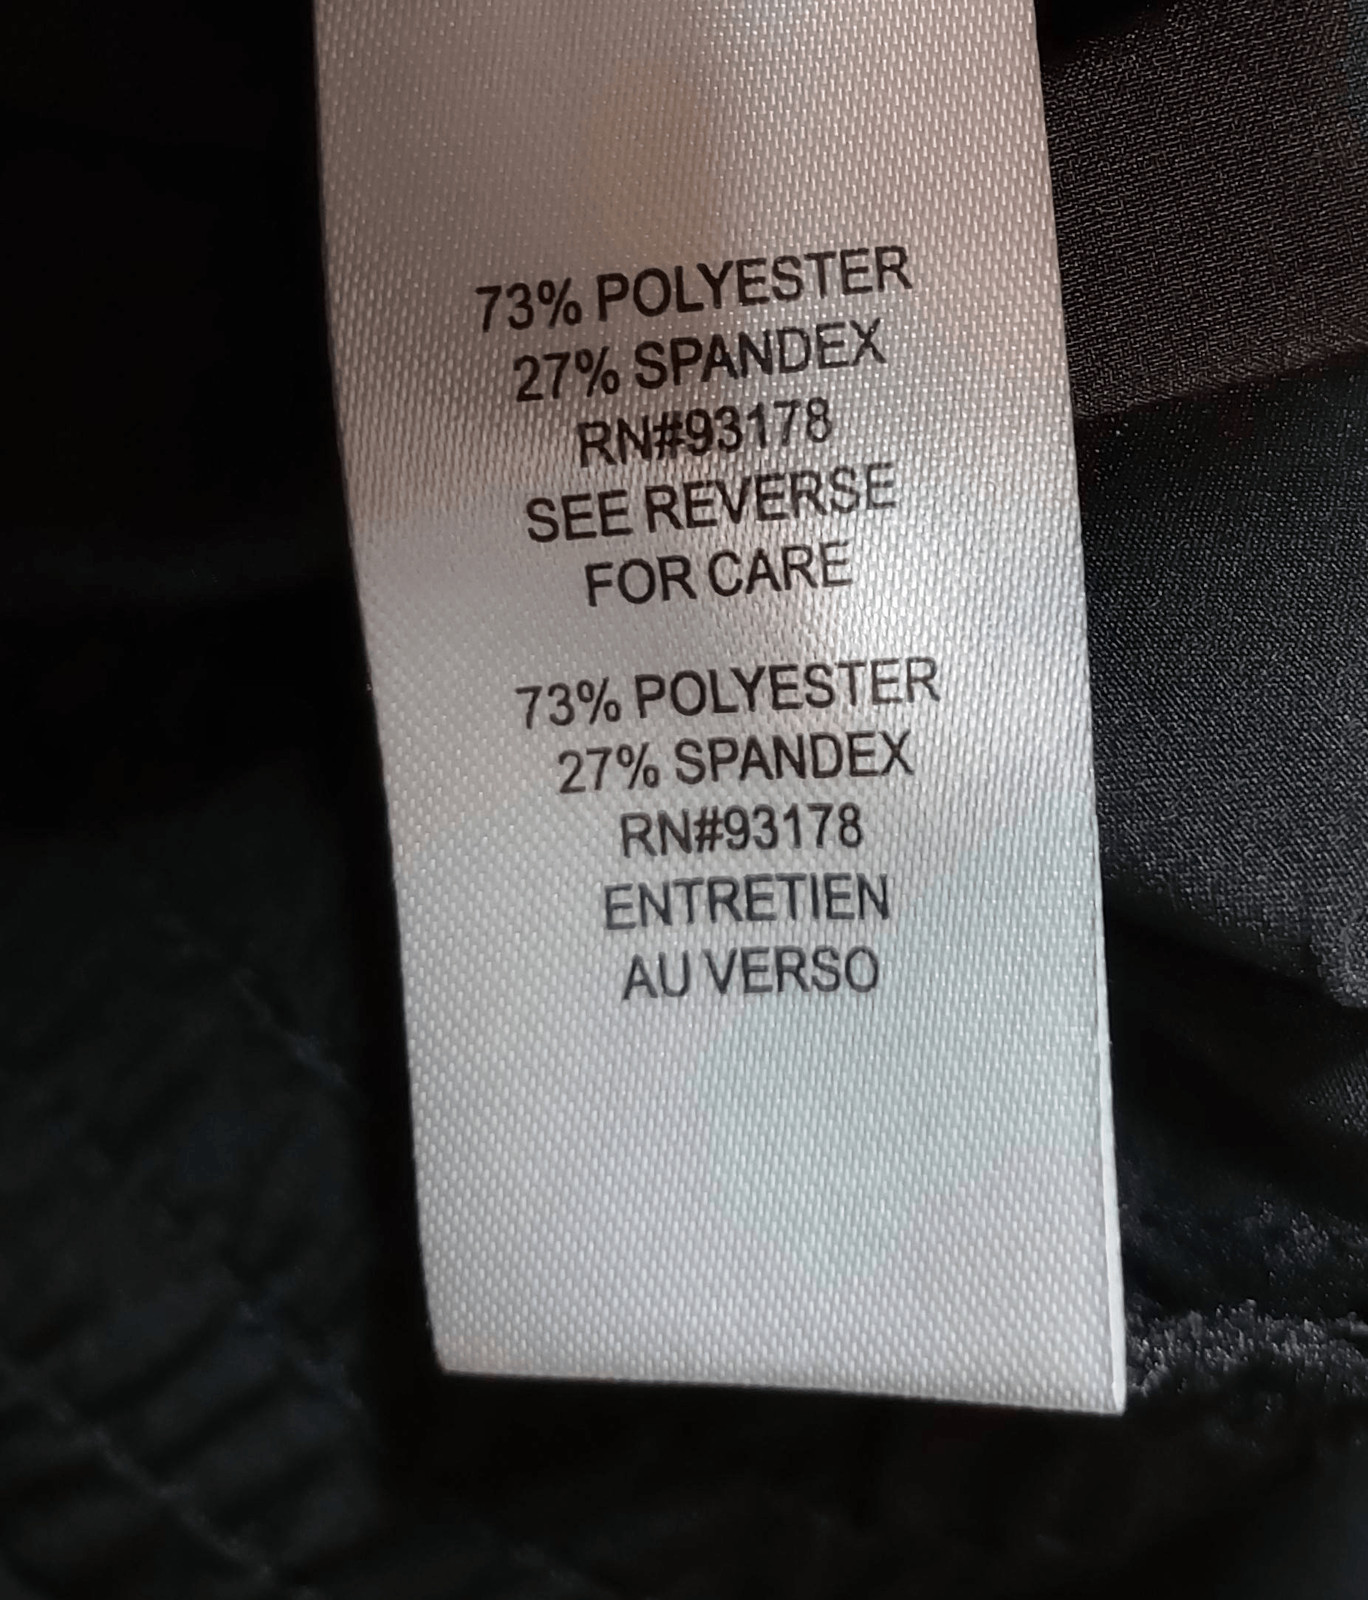 73% POLYESTER
27% SPANDEX
RN#93178
SEE REVERSE
FOR CARE
73% POLYESTER
27% SPANDEX
RN#93178
ENTRETIEN
AU VERSO